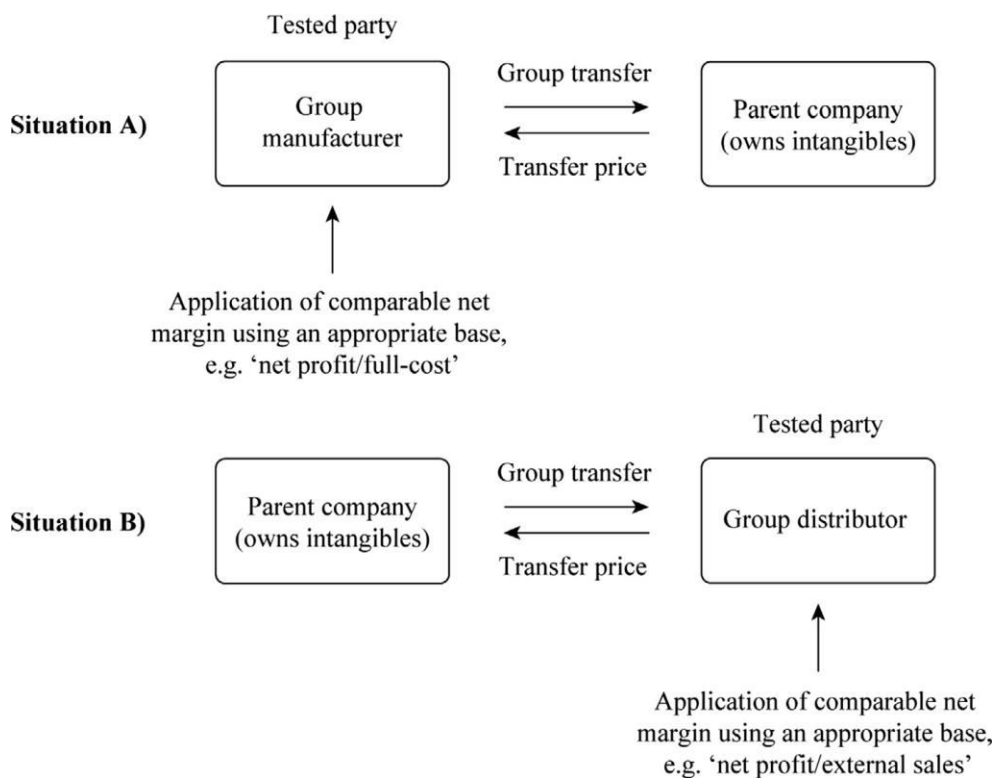 Tested party
Situation A)
Group
manufacturer
Group transfer
Transfer price
Parent company
(owns intangibles)
Application of comparable net
margin using an appropriate base,
e.g. ‘net profit/full-cost’
Tested party
Situation B)
Parent company
(owns intangibles)
Group transfer
Transfer price
Group distributor
Application of comparable net
margin using an appropriate base,
e.g. ‘net profit/external sales’